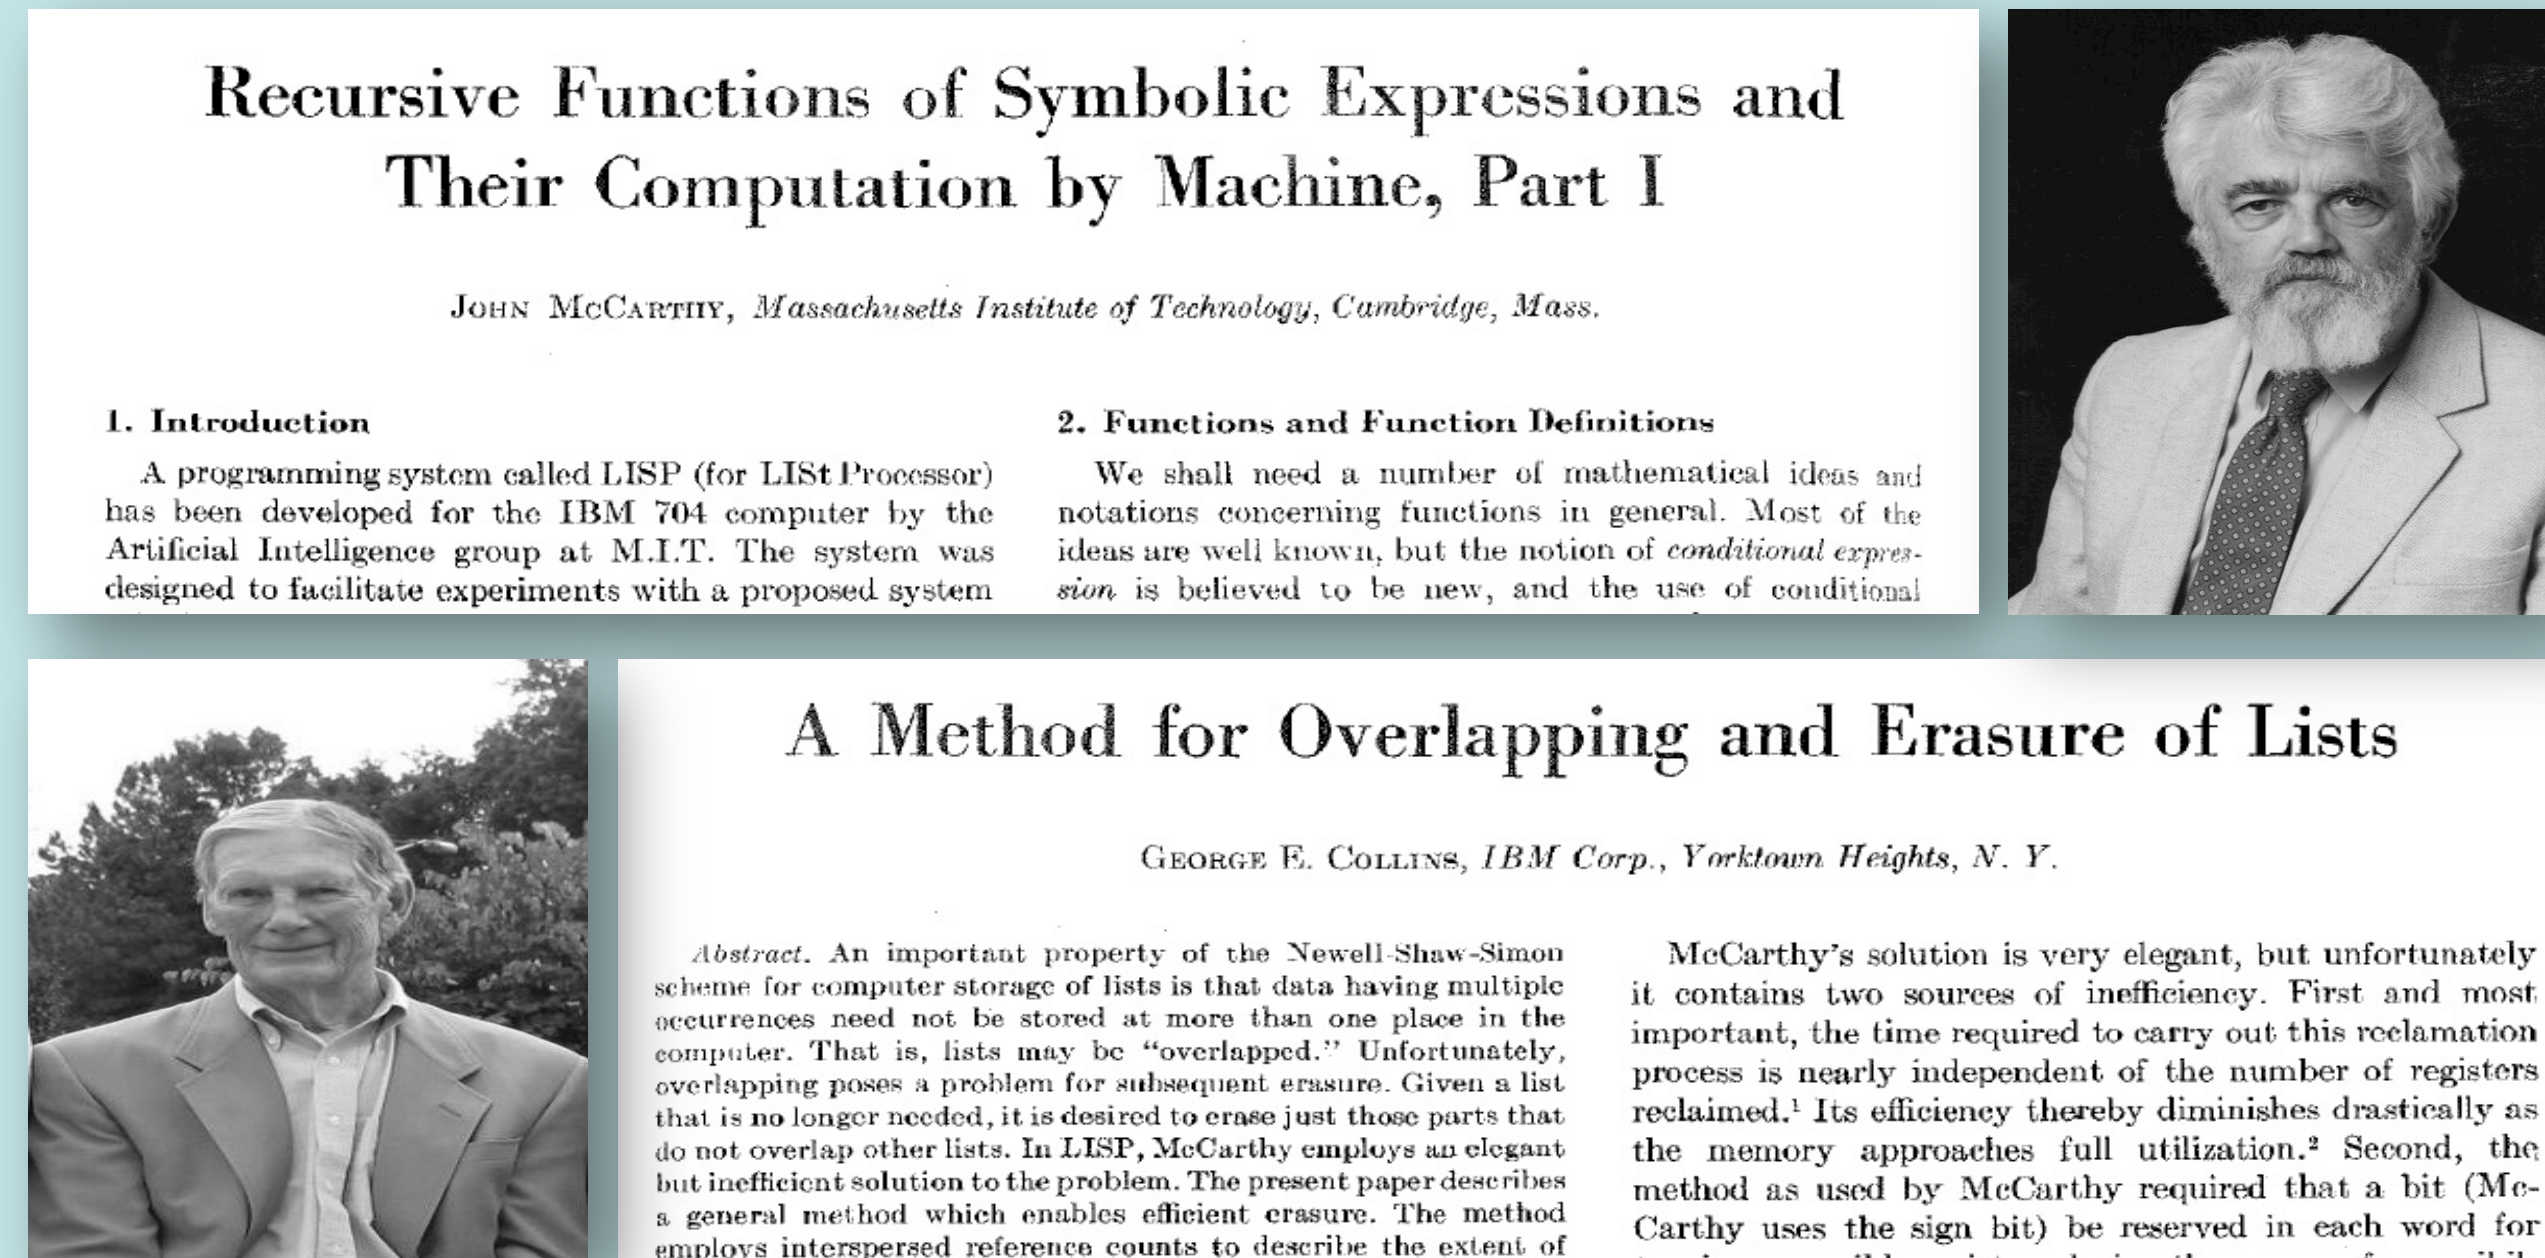 Recursive Functions of Symbolic Expressions and
Their Computation by Machine, Part I
JOHN MCCARTHY, Massachusetts Institute of Technology, Cambridge, Mass.
1. Introduction
A programming system called LISP (for LISt Processor)
has been developed for the IBM 704 computer by the
Artificial Intelligence group at M.I.T. The system was
designed to facilitate experiments with a proposed system
2. Functions and Function Definitions
We shall need a number of mathematical ideas and
notations concerning functions in general. Most of the
ideas are well known, but the notion of conditional expres-
sion is believed to be new, and the use of conditional
A Method for Overlapping and Erasure of Lists
GEORGE E. COLLINS, IBM Corp., Yorktown Heights, N. Y.
Abstract. An important property of the Newell-Shaw-Simon
scheme for computer storage of lists is that data having multiple
occurrences need not be stored at more than one place in the
computer. That is, lists may be “overlapped.” Unfortunately,
overlapping poses a problem for subsequent erasure. Given a list
that is no longer needed, it is desired to erase just those parts that
do not overlap other lists. In LISP, McCarthy employs an elegant
but inefficient solution to the problem. The present paper describes
a general method which enables efficient erasure. The method
employs interspersed reference counts to describe the extent of
McCarthy’s solution is very elegant, but unfortunately
it contains two sources of inefficiency. First and most
important, the time required to carry out this reclamation
process is nearly independent of the number of registers
reclaimed.¹ Its efficiency thereby diminishes drastically as
the memory approaches full utilization.² Second, the
method as used by McCarthy required that a bit (Mc-
Carthy uses the sign bit) be reserved in each word for